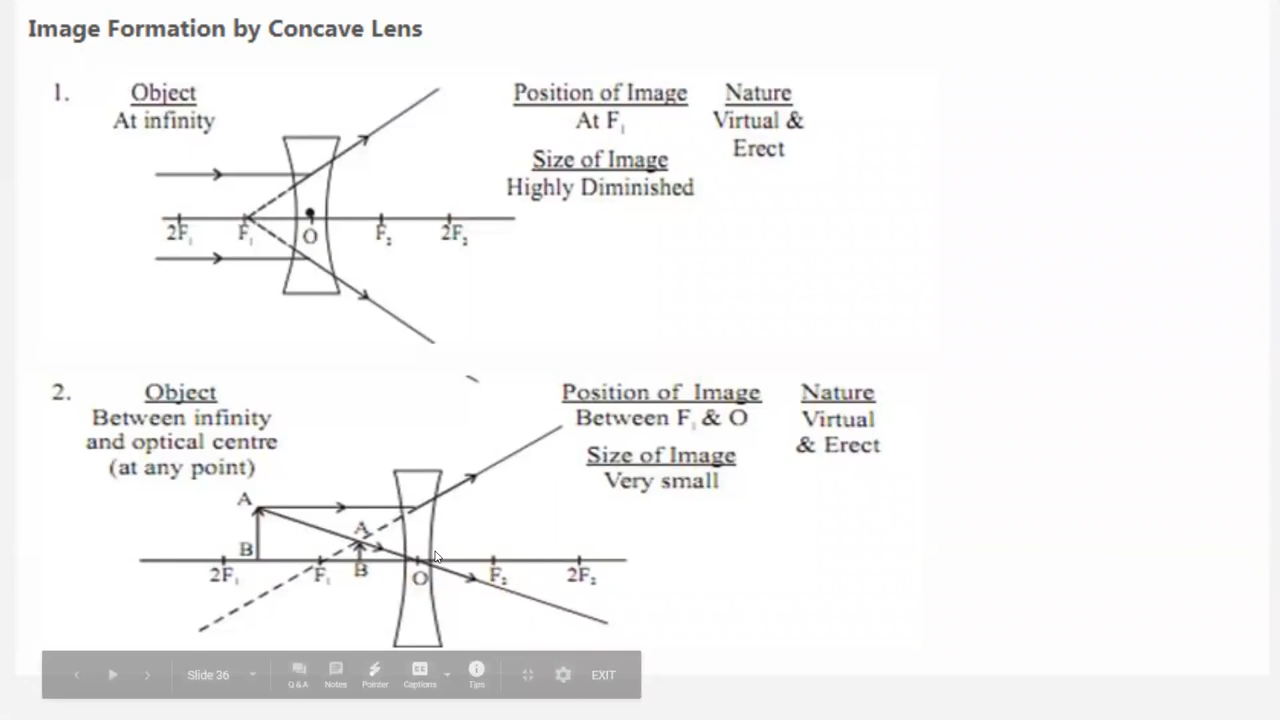 Image Formation by Concave Lens
1.
Object
At infinity
Position of Image
At F₁
Size of Image
Highly Diminished
Nature
Virtual &
Erect
2F₁ F₁ O F₂ 2F₂
2.
Object
Between infinity
and optical centre
(at any point)
Position of Image
Between F₁ & O
Size of Image
Very small
Nature
Virtual
& Erect
A
A
B
2F₁ F₁ B O F₂ 2F₂
Slide 36
Q&A Notes Pointer CC Captions Tips EXIT